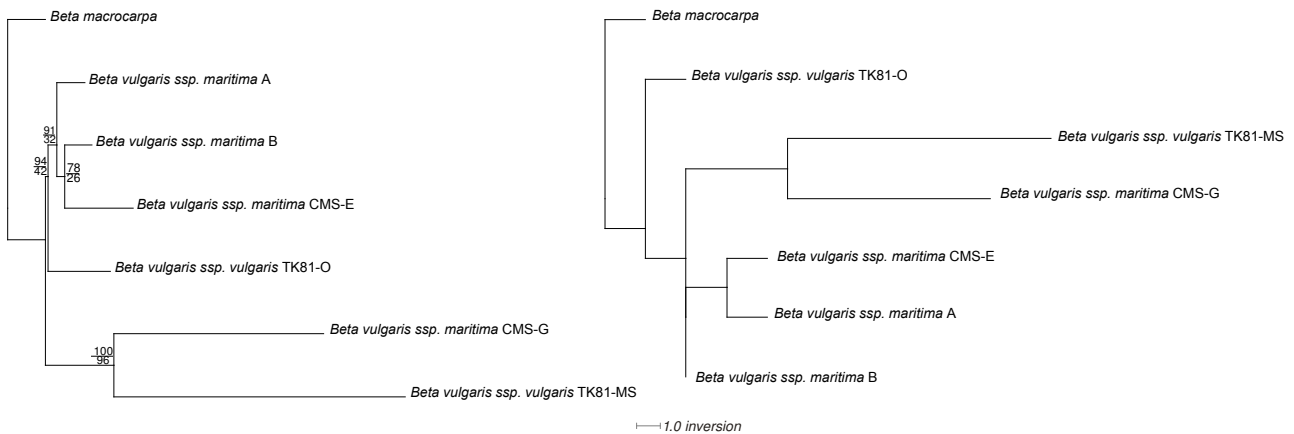 Beta macrocarpa
Beta vulgaris ssp. maritima A
91
32
Beta vulgaris ssp. maritima B
94
42
78
26
Beta vulgaris ssp. maritima CMS-E
Beta vulgaris ssp. vulgaris TK81-O
Beta vulgaris ssp. maritima CMS-G
100
96
Beta vulgaris ssp. vulgaris TK81-MS
Beta macrocarpa
Beta vulgaris ssp. vulgaris TK81-O
Beta vulgaris ssp. vulgaris TK81-MS
Beta vulgaris ssp. maritima CMS-G
Beta vulgaris ssp. maritima CMS-E
Beta vulgaris ssp. maritima A
Beta vulgaris ssp. maritima B
1.0 inversion